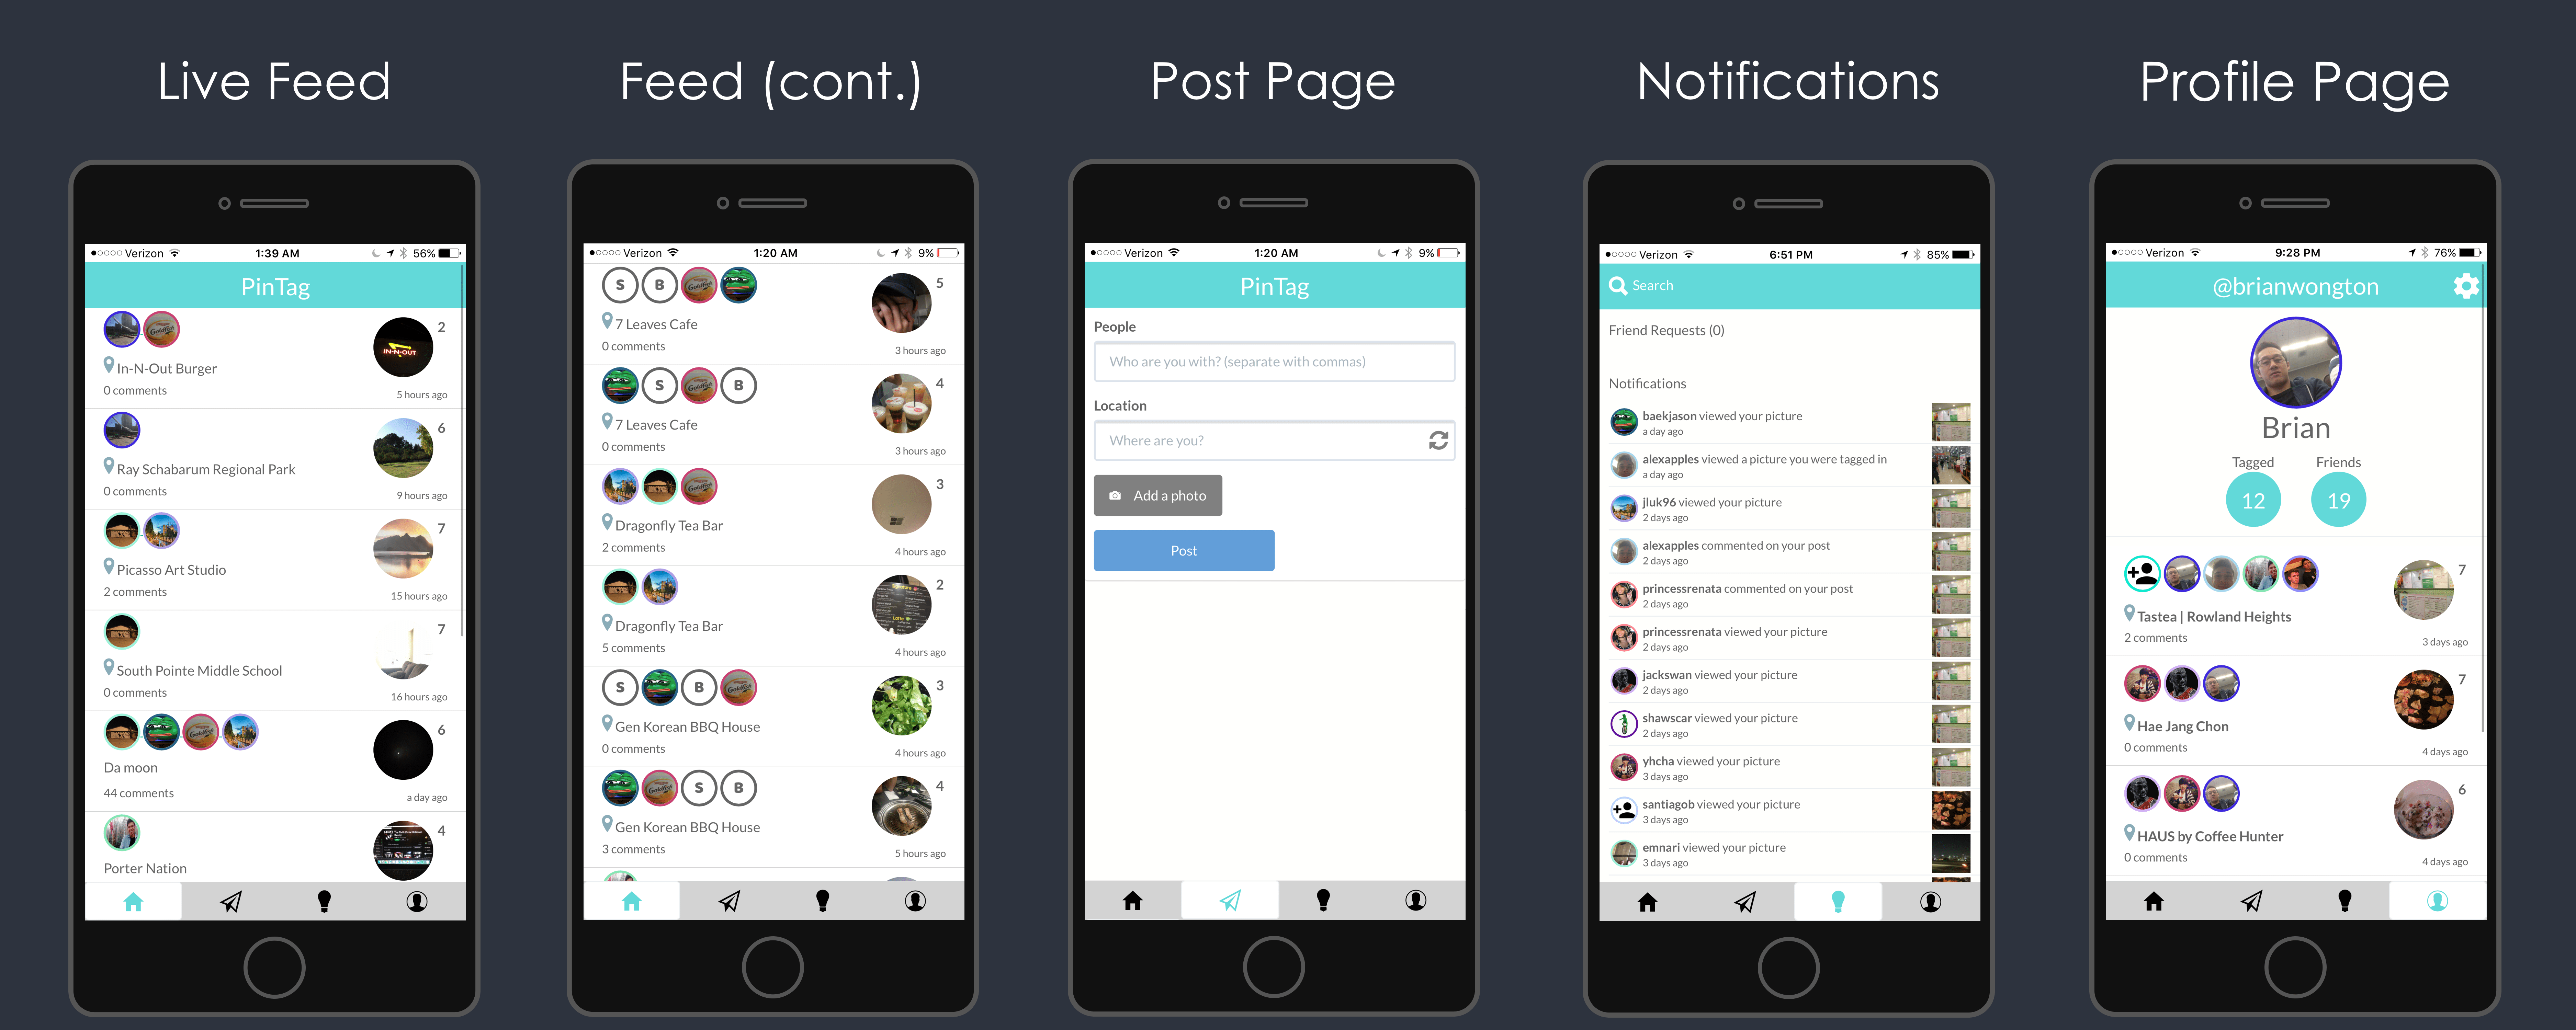 Live Feed
Feed (cont.)
Post Page
Notifications
Profile Page
Verizon 1:39 AM 56%
PinTag
2
In-N-Out Burger
0 comments
5 hours ago
IN-N-OUT
6
Ray Schabarum Regional Park
0 comments
9 hours ago
7
Picasso Art Studio
2 comments
15 hours ago
7
South Pointe Middle School
0 comments
16 hours ago
6
Da moon
44 comments
a day ago
4
Porter Nation
Verizon 1:20 AM 9%
S B Goldfish
5
7 Leaves Cafe
0 comments
3 hours ago
S Goldfish B
4
7 Leaves Cafe
0 comments
3 hours ago
Goldfish
3
Dragonfly Tea Bar
2 comments
4 hours ago
2
Dragonfly Tea Bar
5 comments
4 hours ago
S B Goldfish
3
Gen Korean BBQ House
0 comments
4 hours ago
Goldfish S B
4
Gen Korean BBQ House
3 comments
5 hours ago
Verizon 1:20 AM 9%
PinTag
People
Who are you with? (separate with commas)
Location
Where are you?
Add a photo
Post
Verizon 6:51 PM 85%
Search
Friend Requests (0)
Notifications
baekjason viewed your picture
a day ago
alexapples viewed a picture you were tagged in
a day ago
jluk96 viewed your picture
2 days ago
alexapples commented on your post
2 days ago
princessrenata commented on your post
2 days ago
princessrenata viewed your picture
2 days ago
jackswan viewed your picture
2 days ago
shawscar viewed your picture
2 days ago
yhcha viewed your picture
3 days ago
santiagob viewed your picture
3 days ago
emnari viewed your picture
3 days ago
Verizon 9:28 PM 76%
@brianwongton
Brian
Tagged Friends
12 19
7
Tastea | Rowland Heights
2 comments
3 days ago
7
Hae Jang Chon
0 comments
4 days ago
6
HAUS by Coffee Hunter
0 comments
4 days ago